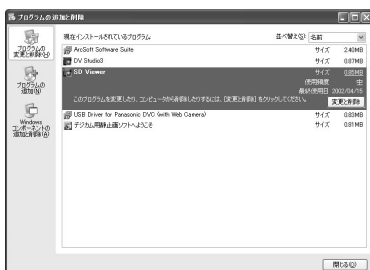 プログラムの追加と削除
プログラムの
変更と削除(H)
プログラムの
追加(N)
Windows
コンポーネントの
追加と削除(A)
現在インストールされているプログラム
並べ替え(S): 名前
ArcSoft Software Suite サイズ 2.40MB
DV Studio3 サイズ 0.87MB
SD Viewer サイズ 0.85MB
使用頻度 中
最終使用日 2002/04/15
このプログラムを変更したり、コンピュータから削除したりするには、[変更と削除] をクリックしてください。 変更と削除
USB Driver for Panasonic DVC (with Web Camera) サイズ 0.83MB
デジカム用静止画ソフトへようこそ サイズ 0.81MB
閉じる(C)